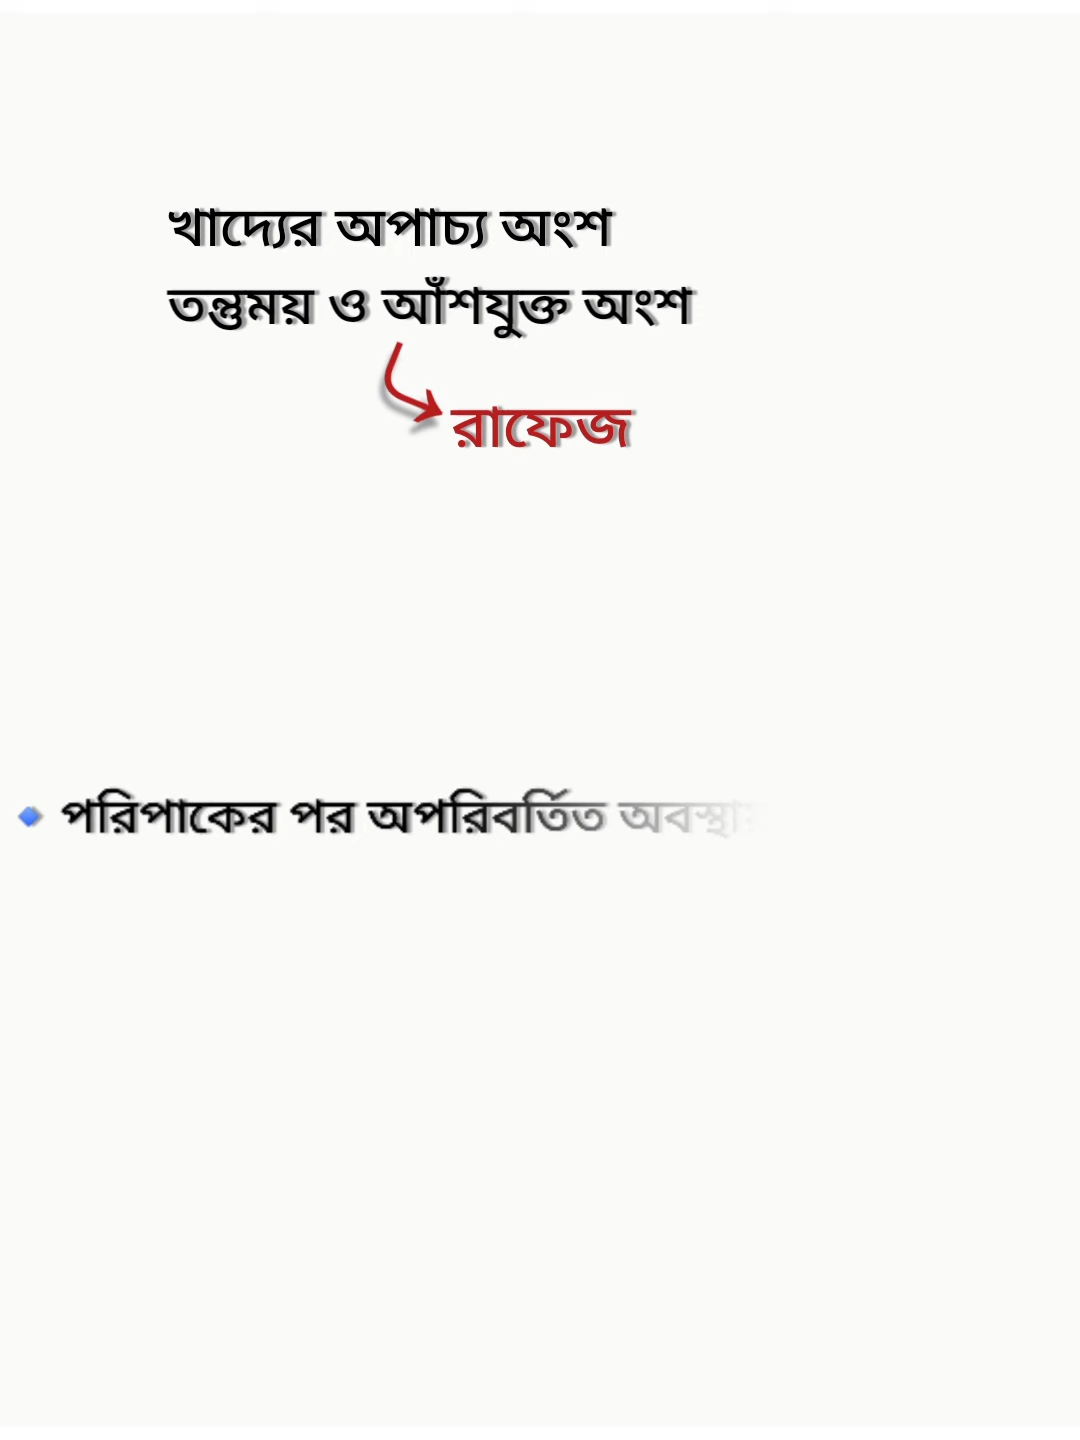 খাদ্যের অপাচ্য অংশ
তন্তুময় ও আঁশযুক্ত অংশ
রাফেজ
পরিপাকের পর অপরিবর্তিত